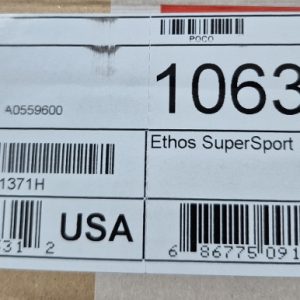 POCO
1063
A0559600
Ethos SuperSport
1371H
USA
31 2
6 86775 091